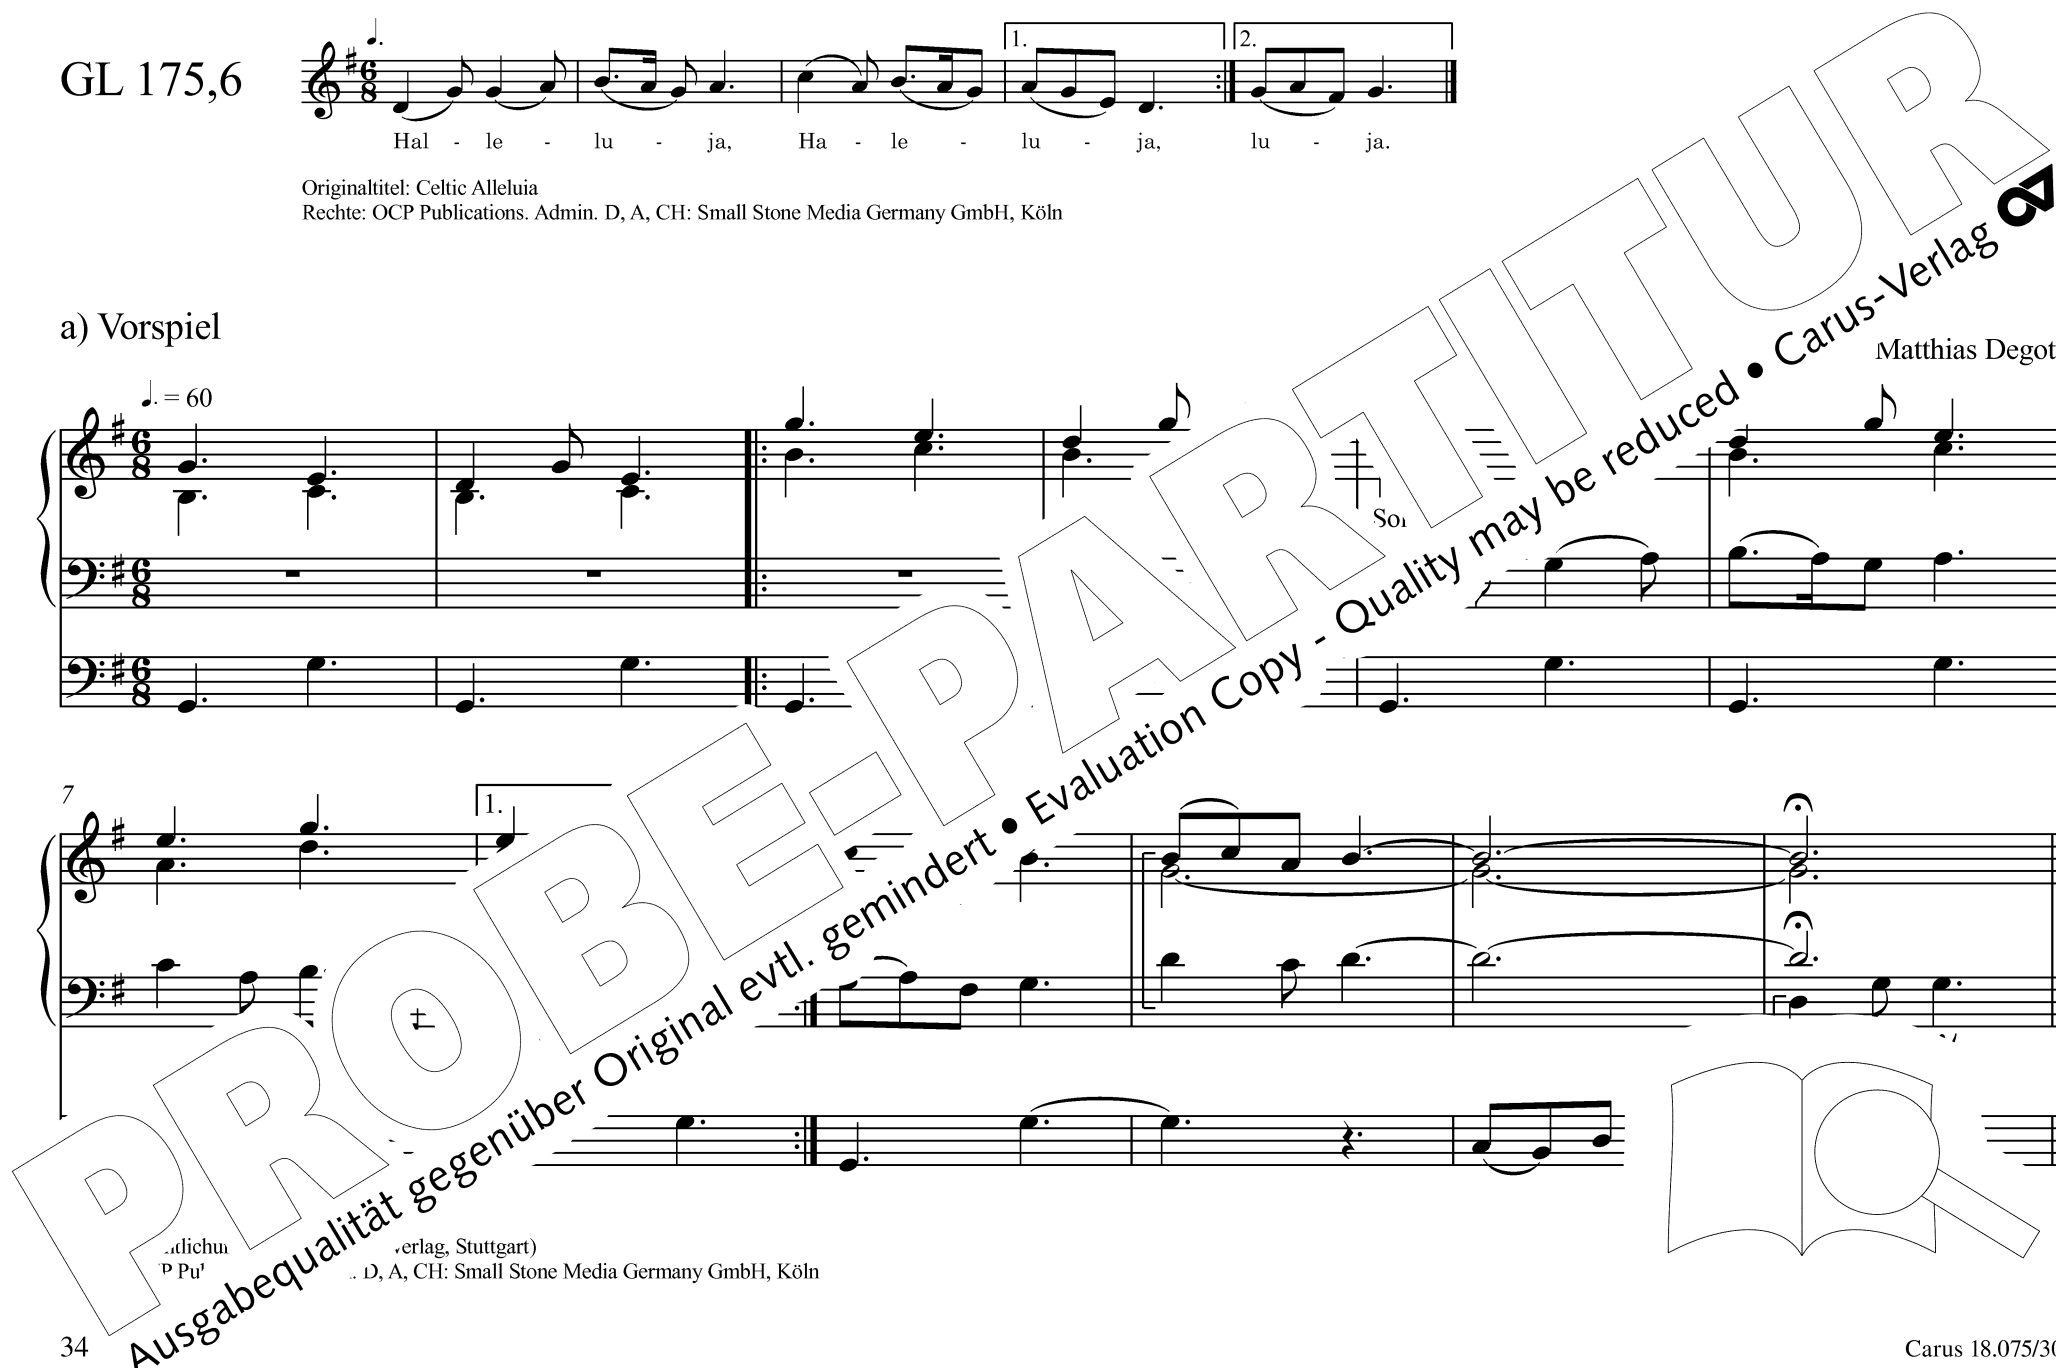 GL 175,6
1. 2.
Hal - le - lu - ja, Ha - le - lu - ja, lu - ja.
Originaltitel: Celtic Alleluia
Rechte: OCP Publications. Admin. D, A, CH: Small Stone Media Germany GmbH, Köln
a) Vorspiel
Matthias Degot
= 60
7
1.
PROBE-PARTITUR
Ausgabequalität gegenüber Original evtl. gemindert • Evaluation Copy - Quality may be reduced • Carus-Verlag
Stuttgart)
D, A, CH: Small Stone Media Germany GmbH, Köln
34
Carus 18.075/30